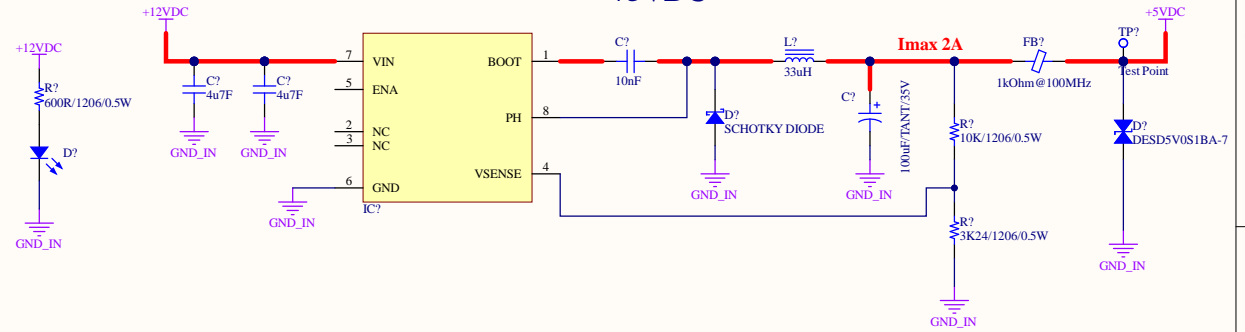 +12VDC
+5VDC
+12VDC
R?
600R/1206/0.5W
D?
GND_IN
C?
4u7F
GND_IN
C?
4u7F
GND_IN
7
VIN
5
ENA
2
NC
3
NC
6
GND
GND_IN
IC?
BOOT
1
PH
8
VSENSE
4
C?
10nF
D?
SCHOTKY DIODE
GND_IN
L?
33uH
Imax 2A
C?
+
100uF/TANT/35V
GND_IN
R?
10K/1206/0.5W
R?
3K24/1206/0.5W
GND_IN
FB?
1kOhm@100MHz
TP?
Test Point
D?
DESD5V0S1BA-7
GND_IN